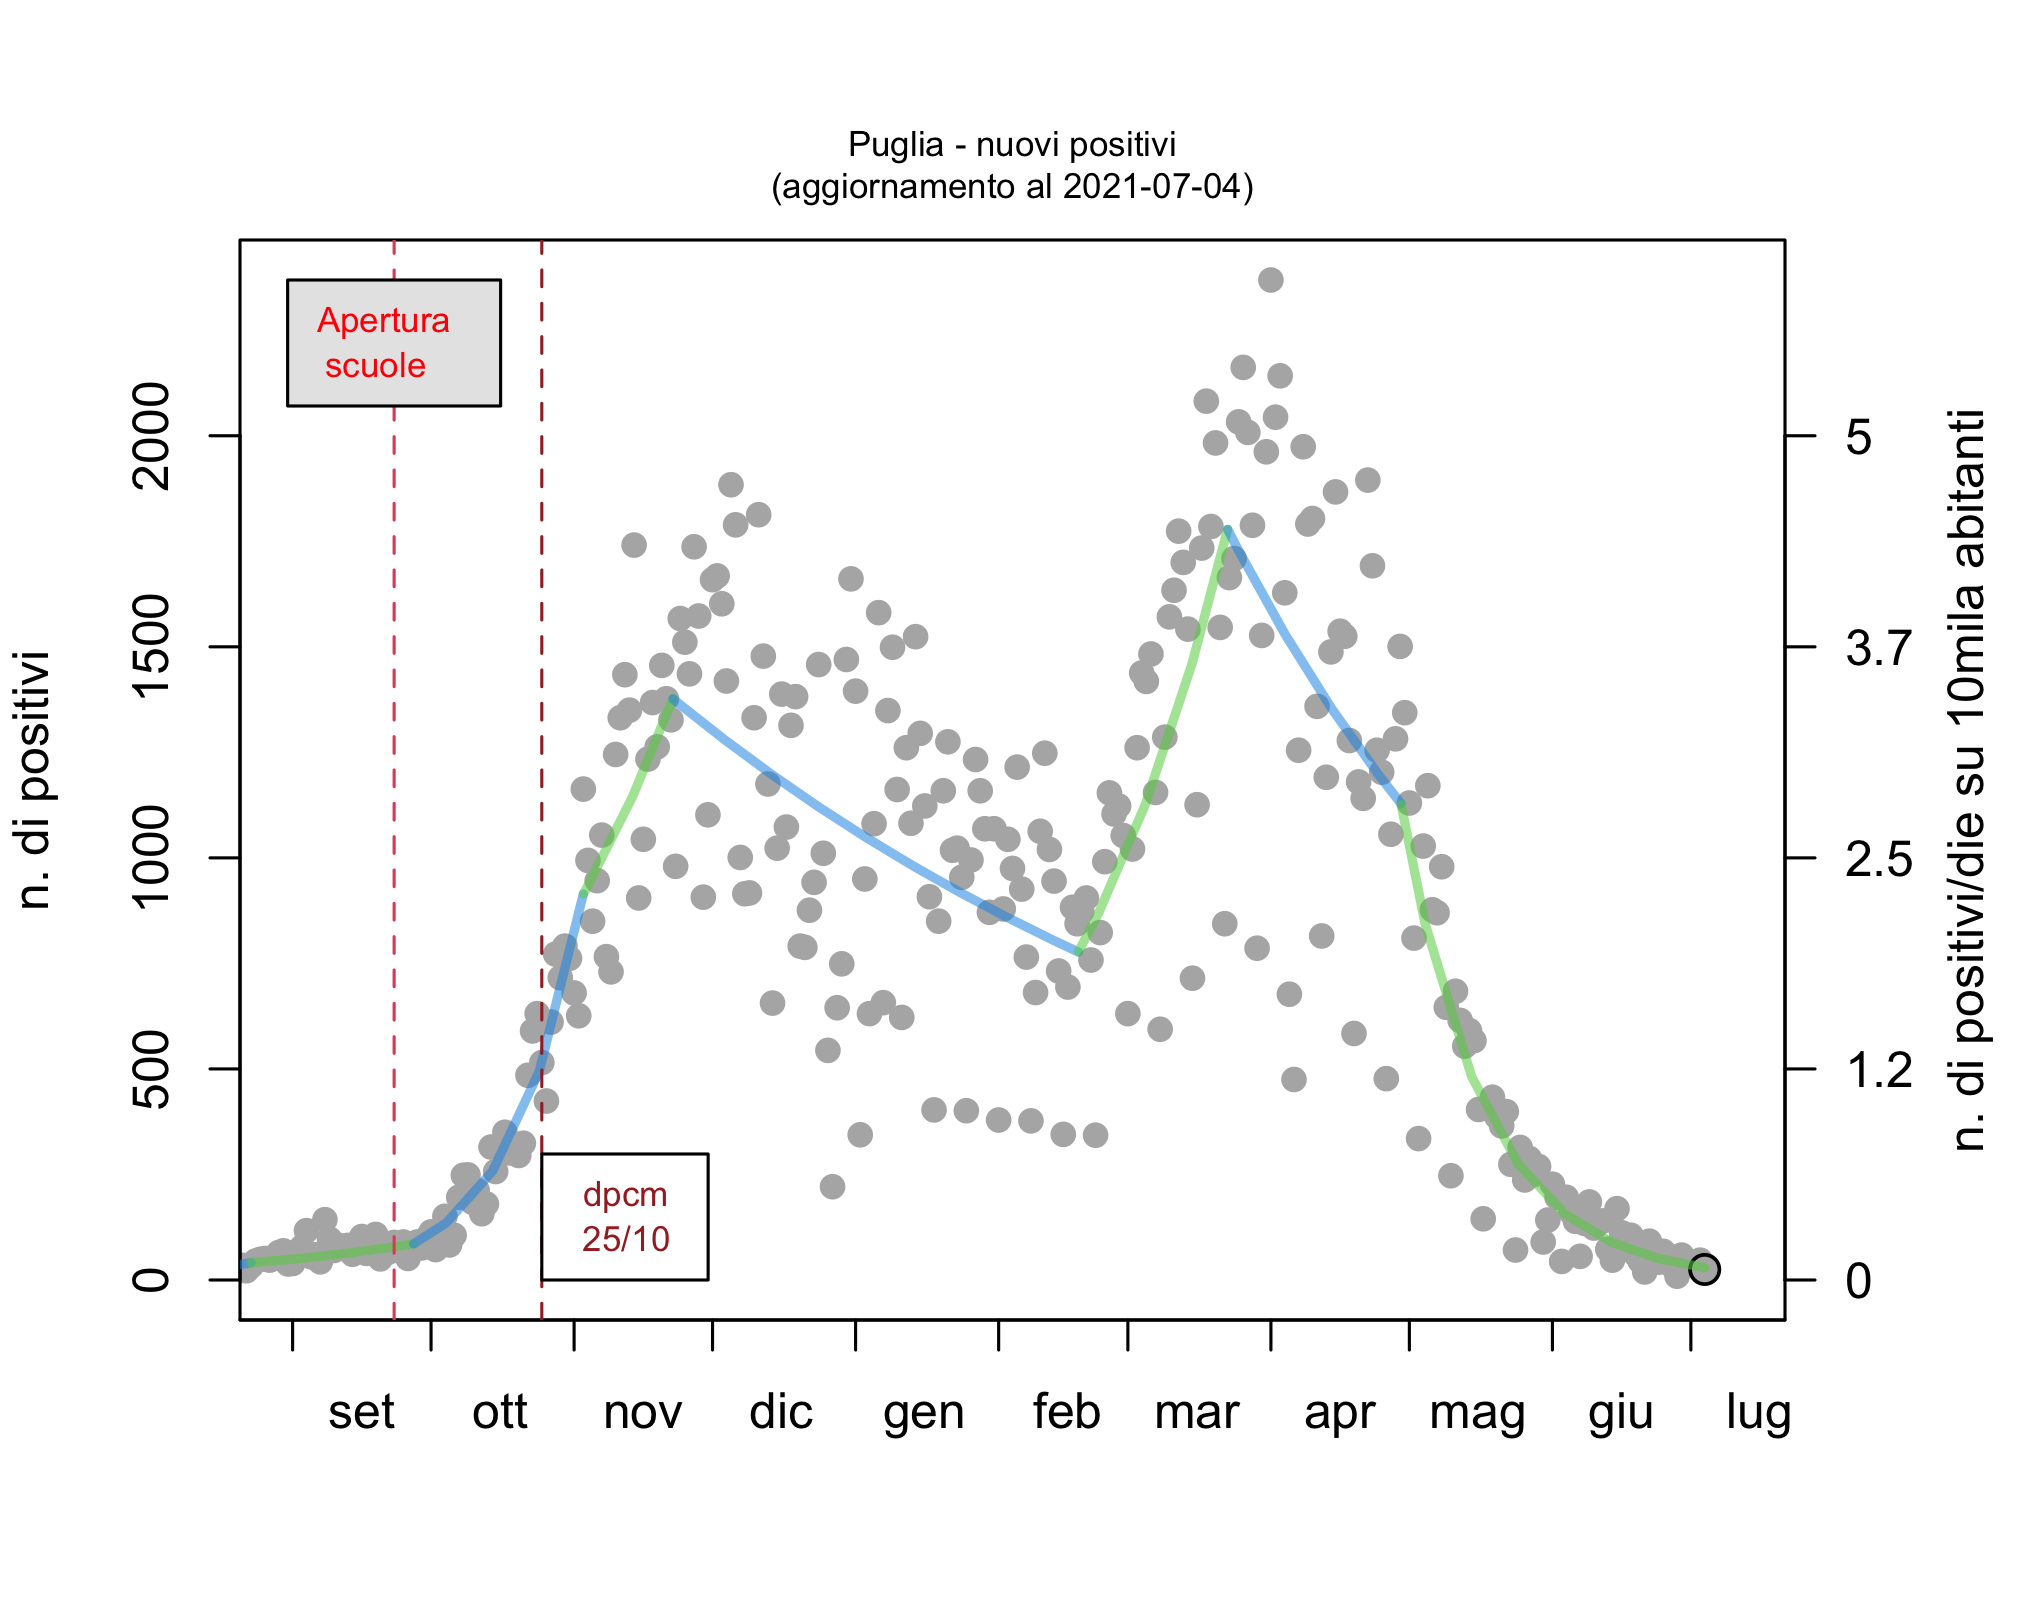 Puglia - nuovi positivi
(aggiornamento al 2021-07-04)
Apertura
scuole
dpcm
25/10
n. di positivi
0
500
1000
1500
2000
n. di positivi/die su 10mila abitanti
5
3.7
2.5
1.2
0
set ott nov dic gen feb mar apr mag giu lug